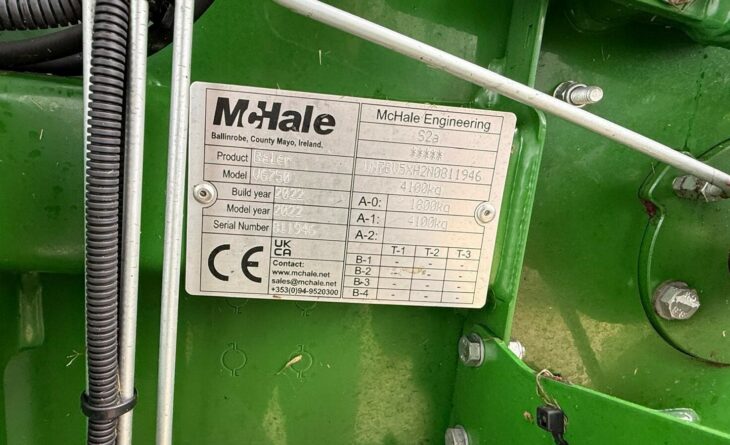 McHale
Ballinrobe, County Mayo, Ireland.
Product Baler
Model
Build year 2022
Model year 2022
Serial Number 811946
CE
UK
CA
Contact:
www.mchale.net
sales@mchale.net
+353(0)94-9520300
McHale Engineering
S2a
*****
4100kg
A-0: 1800kg
A-1: 4100kg
A-2:
T-1 T-2 T-3
B-1 - - -
B-2 - - -
B-3 - - -
B-4 - - -